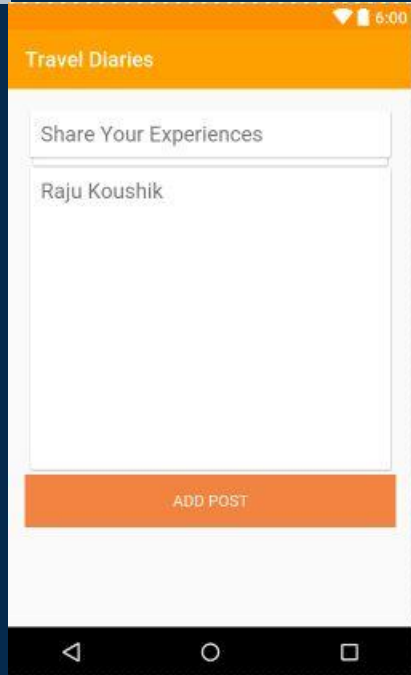 6:00
Travel Diaries
Share Your Experiences
Raju Koushik
ADD POST